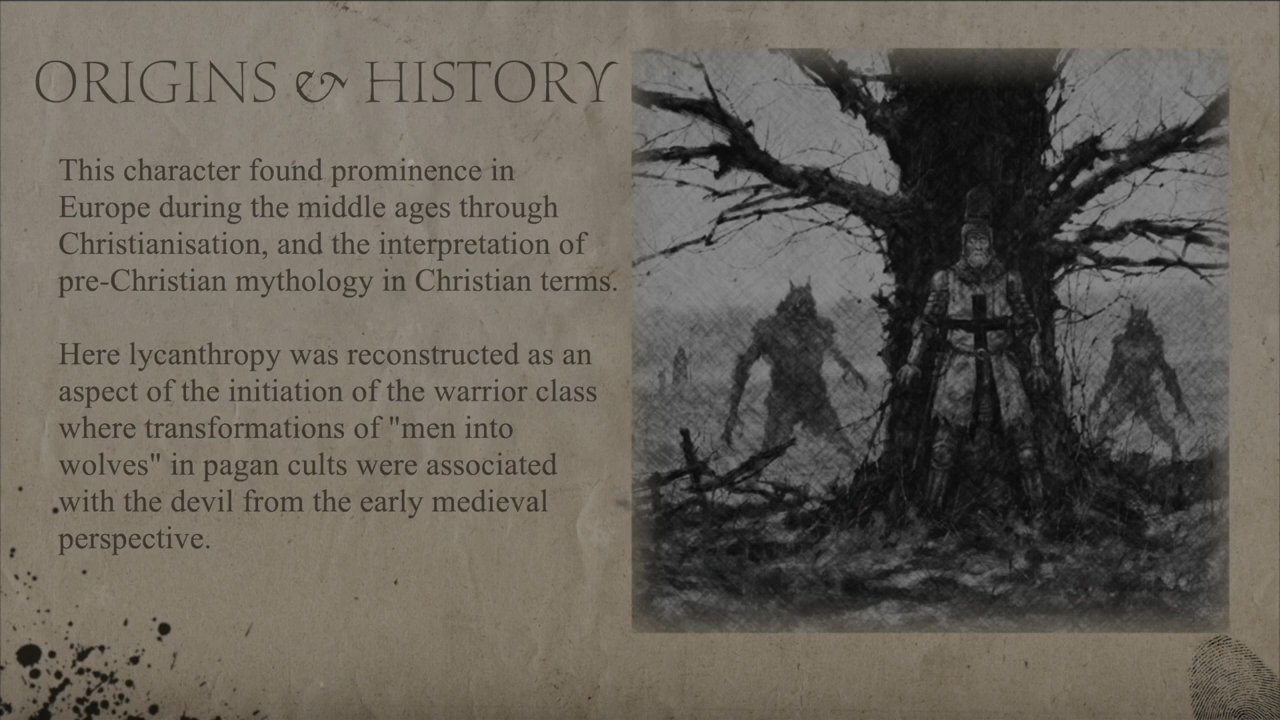 ORIGINS & HISTORY
This character found prominence in
Europe during the middle ages through
Christianisation, and the interpretation of
pre-Christian mythology in Christian terms.
Here lycanthropy was reconstructed as an
aspect of the initiation of the warrior class
where transformations of "men into
wolves" in pagan cults were associated
with the devil from the early medieval
perspective.